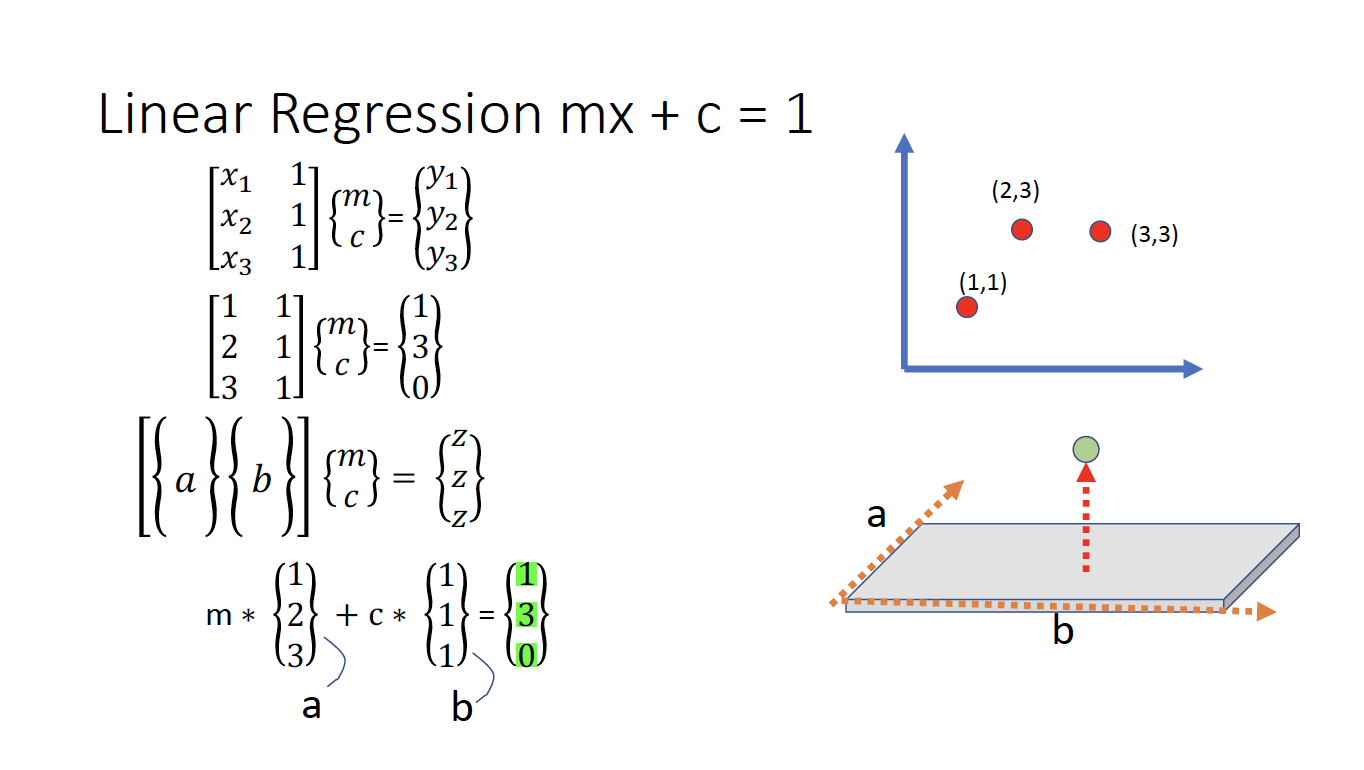 Linear Regression mx + c = 1
[x₁ 1
x₂ 1
x₃ 1] {m
c} = {y₁
y₂
y₃}
[1 1
2 1
3 1] {m
c} = {1
3
0}
[{a} {b}] {m
c} = {z
z
z}
m ∗ {1
2
3} + c ∗ {1
1
1} = {1
3
0}
a
b
(2,3)
(3,3)
(1,1)
a
b